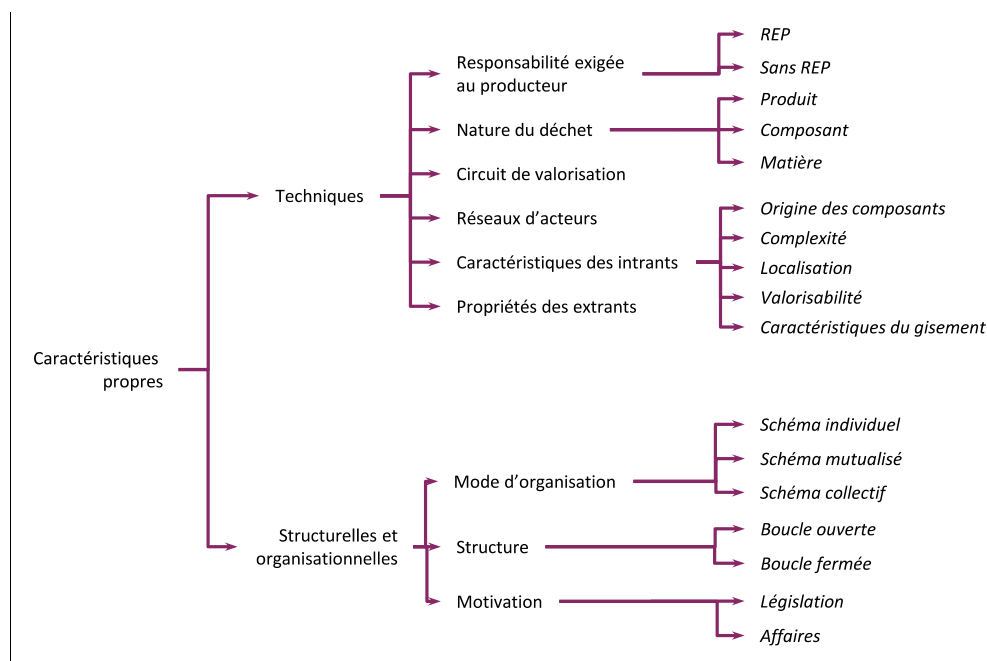 Caractéristiques
propres
Techniques
Responsabilité exigée
au producteur
REP
Sans REP
Nature du déchet
Produit
Composant
Matière
Circuit de valorisation
Réseaux d'acteurs
Caractéristiques des intrants
Origine des composants
Complexité
Localisation
Valorisabilité
Caractéristiques du gisement
Propriétés des extrants
Structurelles et
organisationnelles
Mode d'organisation
Schéma individuel
Schéma mutualisé
Schéma collectif
Structure
Boucle ouverte
Boucle fermée
Motivation
Législation
Affaires